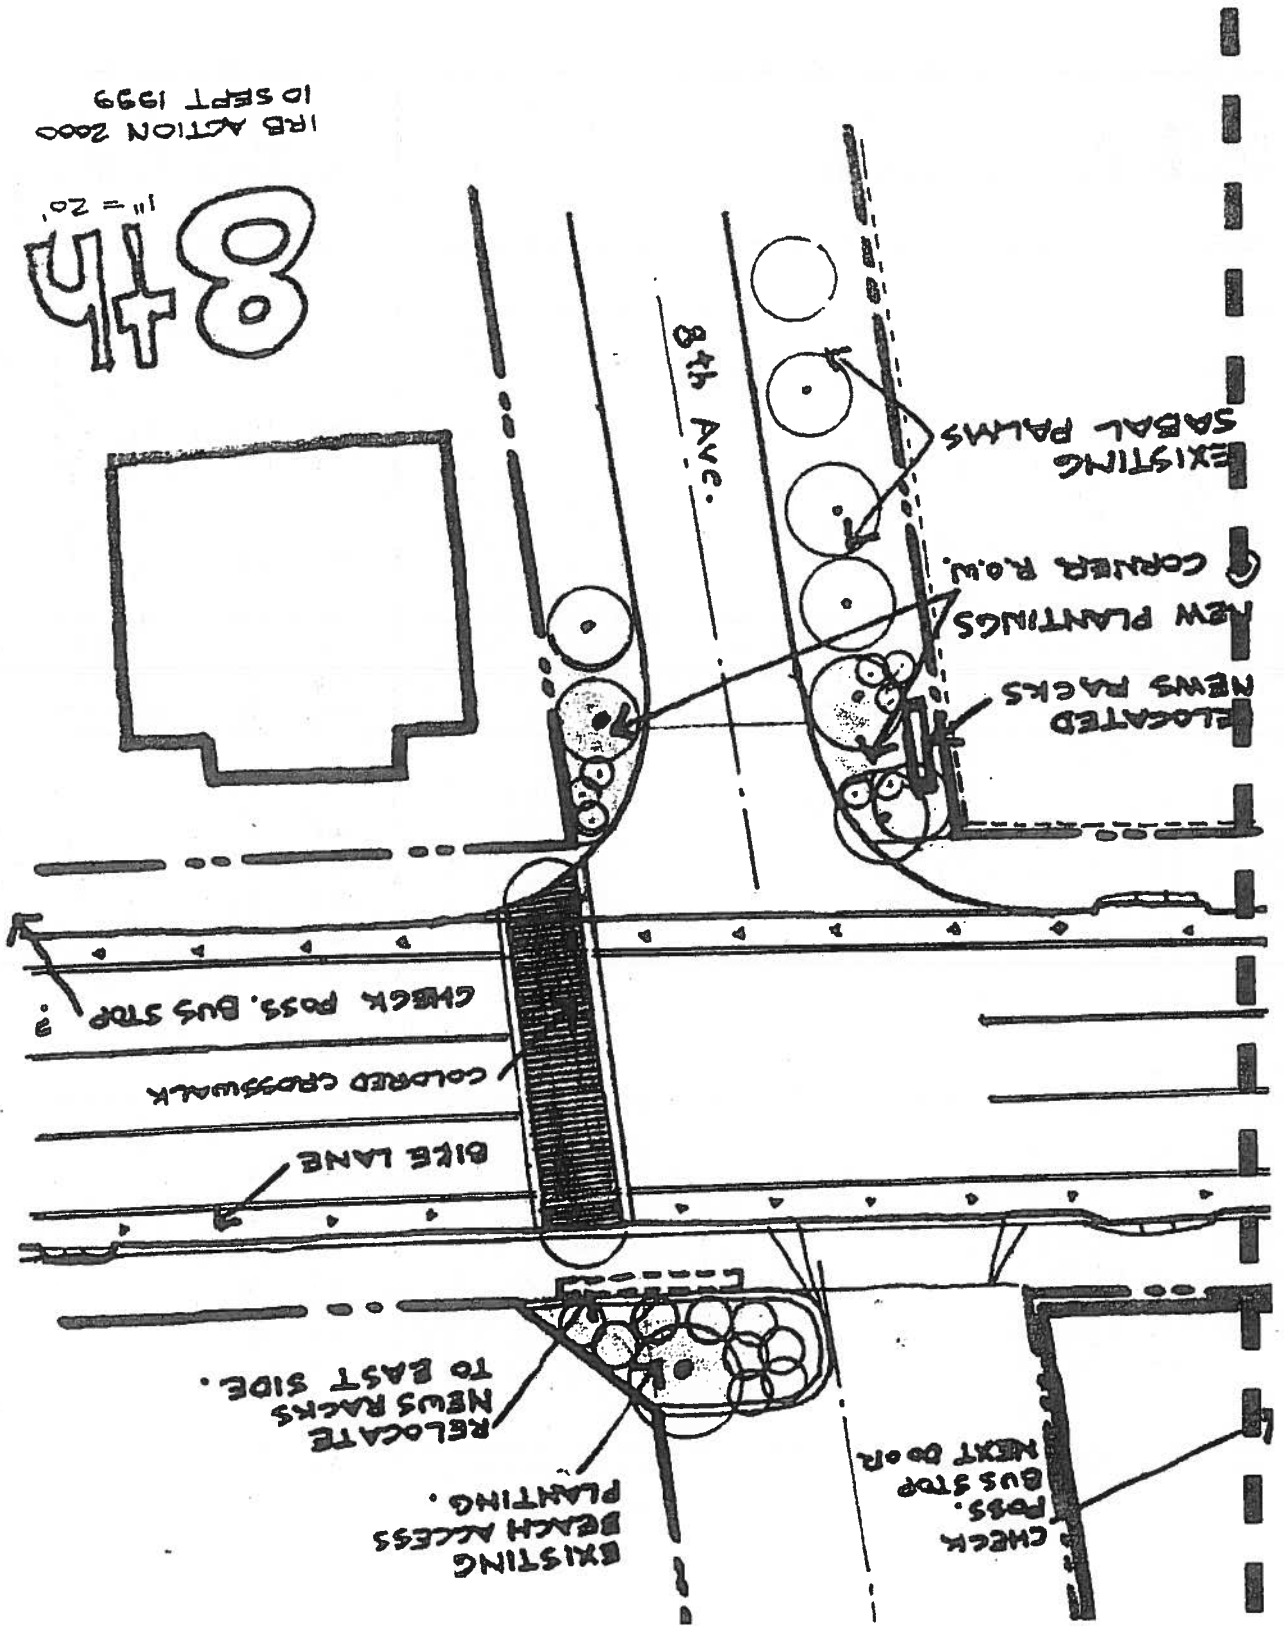 CHECK
POSS.
BUS STOP
NEXT DOOR
EXISTING
BEACH ACCESS
PLANTING.
RELOCATE
NEWS RACKS
TO EAST SIDE.
BIKE LANE
COLORED CROSSWALK
CHECK POSS. BUS STOP ?
RELOCATED
NEWS RACKS
NEW PLANTINGS
CORNER R.O.W.
EXISTING
SABAL PALMS
8th Ave.
8th
1" = 20'
IRB ACTION 2000
10 SEPT 1999